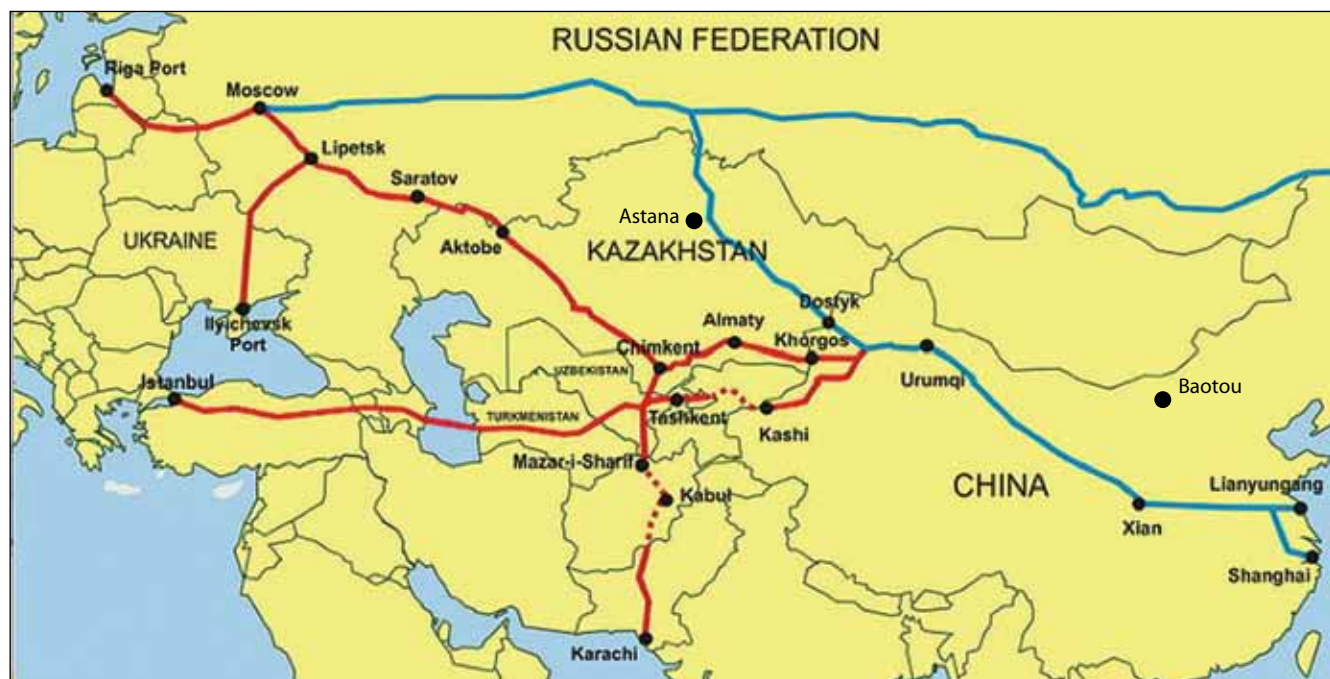 RUSSIAN FEDERATION
Riga Port
Moscow
Lipetsk
Saratov
Astana
UKRAINE
Aktobe
KAZAKHSTAN
Dostyk
Ilyichevsk
Port
Almaty
Khorgos
Chimkent
Istanbul
UZBEKISTAN
Urumqi
Baotou
TURKMENISTAN
Tashkent
Kashi
Mazar-i-Sharif
Kabul
CHINA
Lianyungang
Xian
Shanghai
Karachi